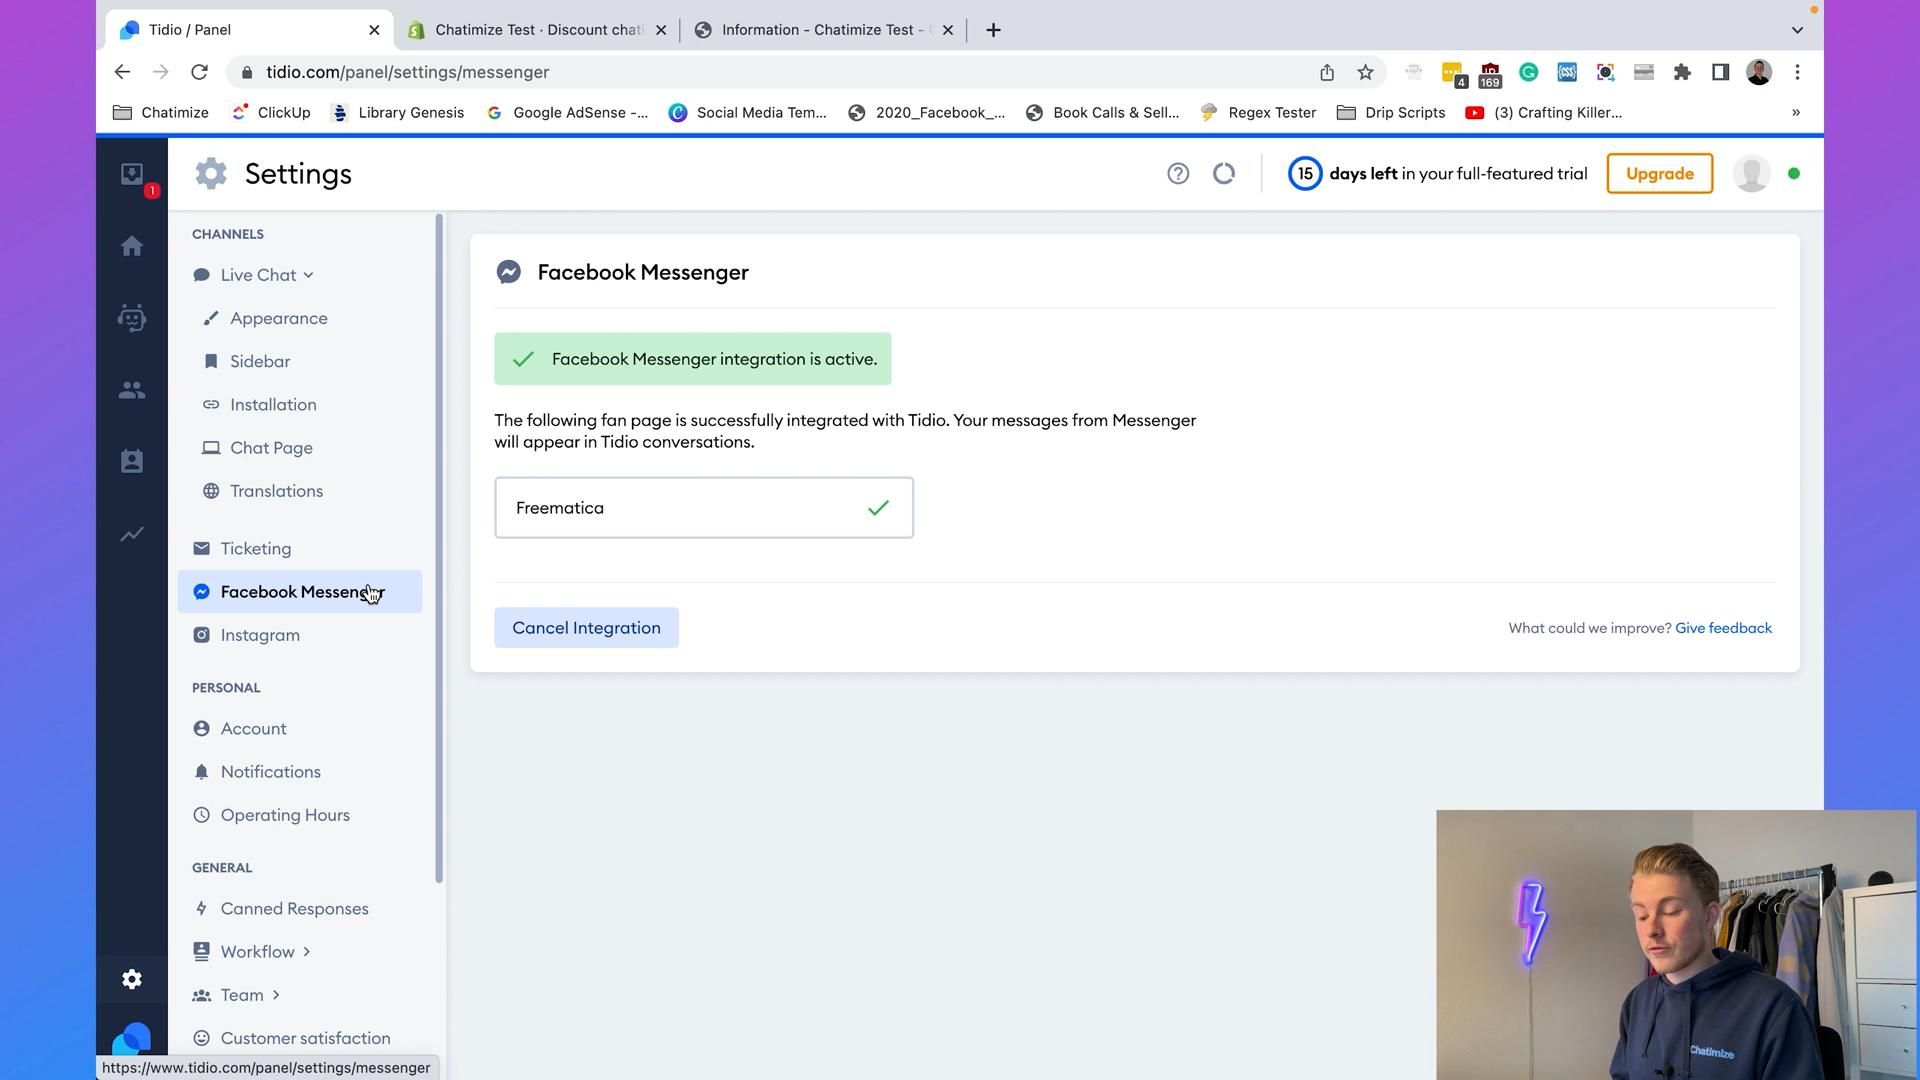 Tidio / Panel
Chatimize Test · Discount chati
Information - Chatimize Test -
tidio.com/panel/settings/messenger
4
169
Chatimize
ClickUp
Library Genesis
Google AdSense -...
Social Media Tem...
2020_Facebook_...
Book Calls & Sell...
Regex Tester
Drip Scripts
(3) Crafting Killer...
»
1
Settings
15 days left in your full-featured trial
Upgrade
CHANNELS
Live Chat
Appearance
Sidebar
Installation
Chat Page
Translations
Ticketing
Facebook Messenger
Instagram
PERSONAL
Account
Notifications
Operating Hours
GENERAL
Canned Responses
Workflow
Team
Customer satisfaction
https://www.tidio.com/panel/settings/messenger
Facebook Messenger
Facebook Messenger integration is active.
The following fan page is successfully integrated with Tidio. Your messages from Messenger
will appear in Tidio conversations.
Freematica
Cancel Integration
What could we improve? Give feedback
Chatimize